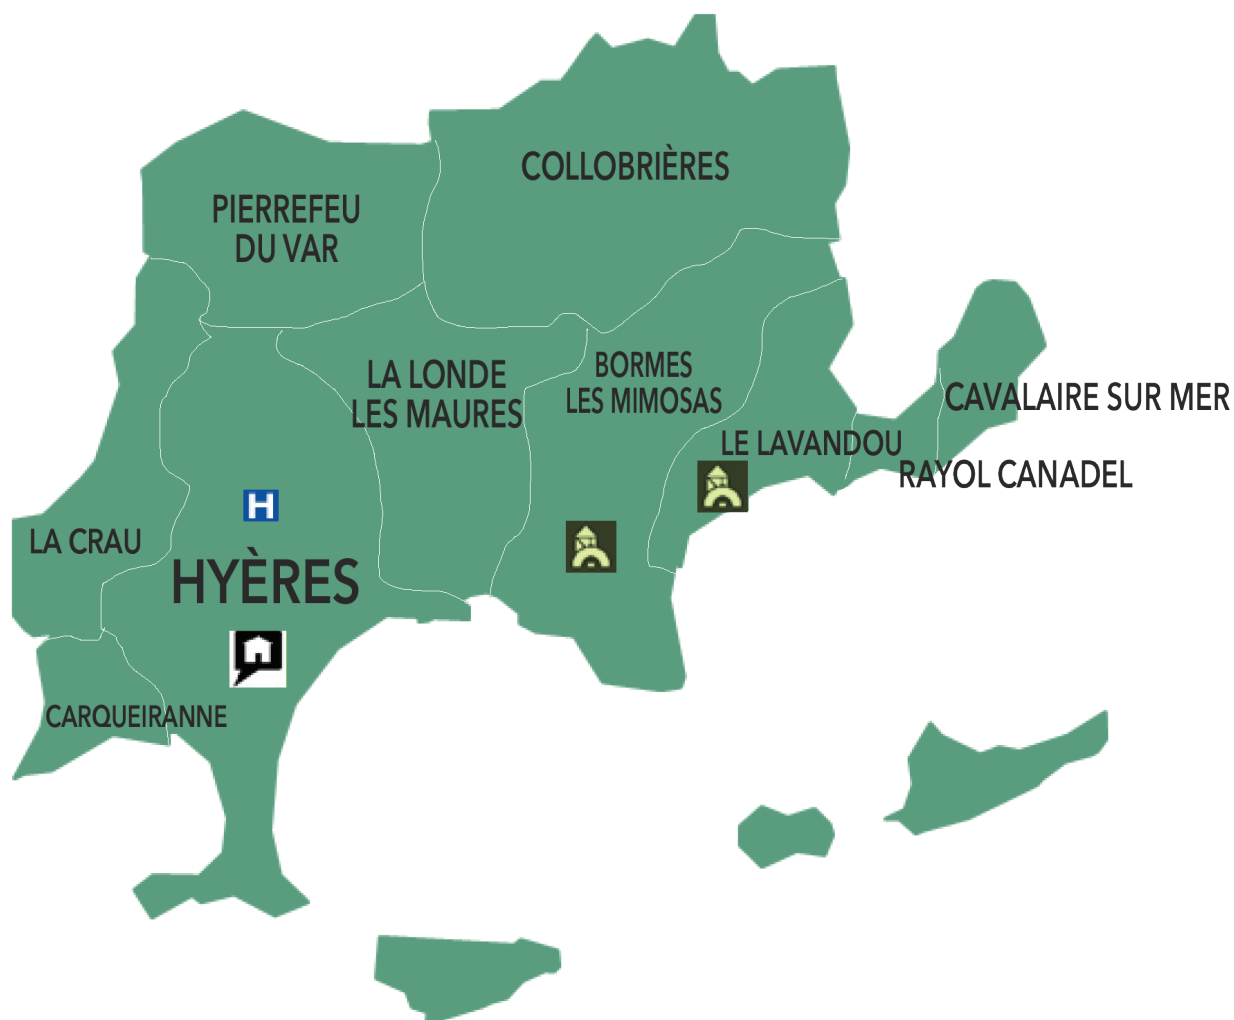 COLLOBRIÈRES
PIERREFEU
DU VAR
LA LONDE
LES MAURES
BORMES
LES MIMOSAS
CAVALAIRE SUR MER
LE LAVANDOU
RAYOL CANADEL
H
LA CRAU
HYÈRES
CARQUEIRANNE